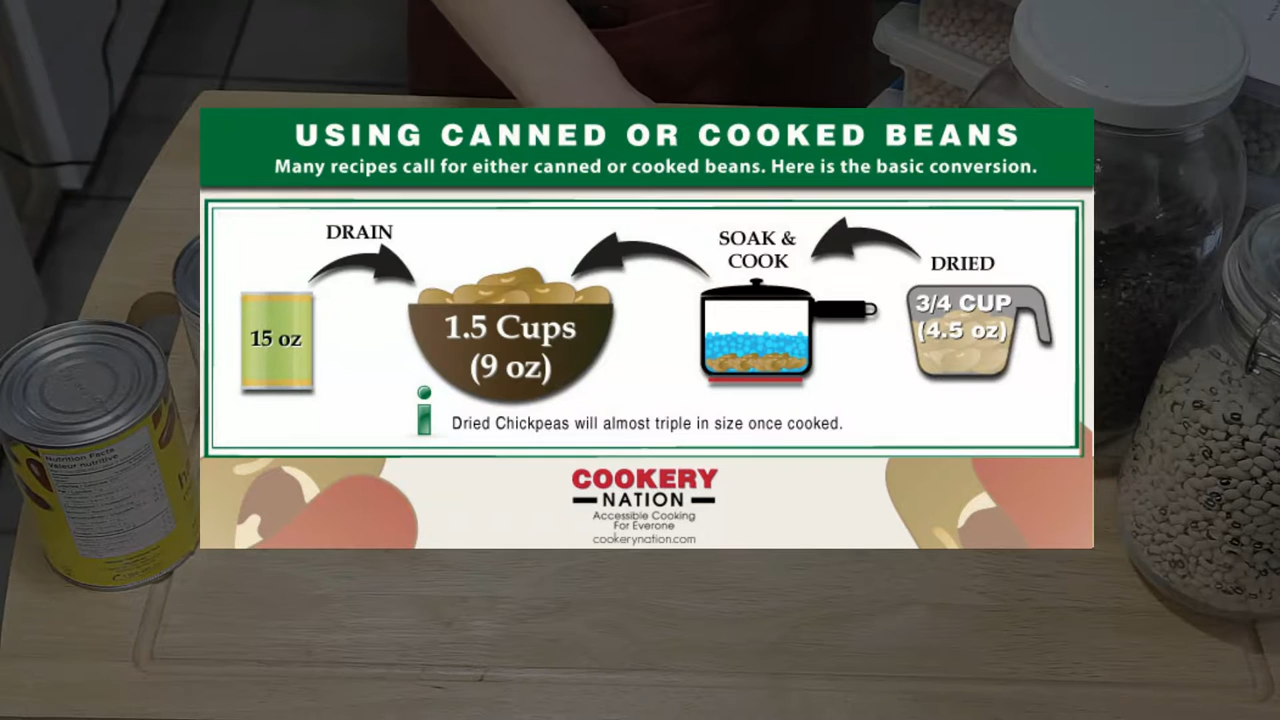 USING CANNED OR COOKED BEANS
Many recipes call for either canned or cooked beans. Here is the basic conversion.
DRAIN
SOAK &
COOK
DRIED
15 oz
1.5 Cups
(9 oz)
3/4 CUP
(4.5 oz)
i
Dried Chickpeas will almost triple in size once cooked.
COOKERY
NATION
Accessible Cooking
For Everone
cookerynation.com
Nutrition Facts
Valeur nutritive